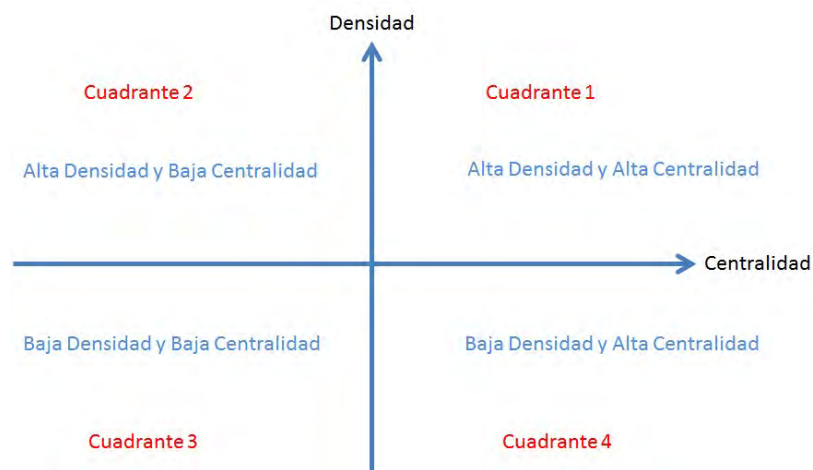 Densidad
Cuadrante 2
Cuadrante 1
Alta Densidad y Baja Centralidad
Alta Densidad y Alta Centralidad
Centralidad
Baja Densidad y Baja Centralidad
Baja Densidad y Alta Centralidad
Cuadrante 3
Cuadrante 4